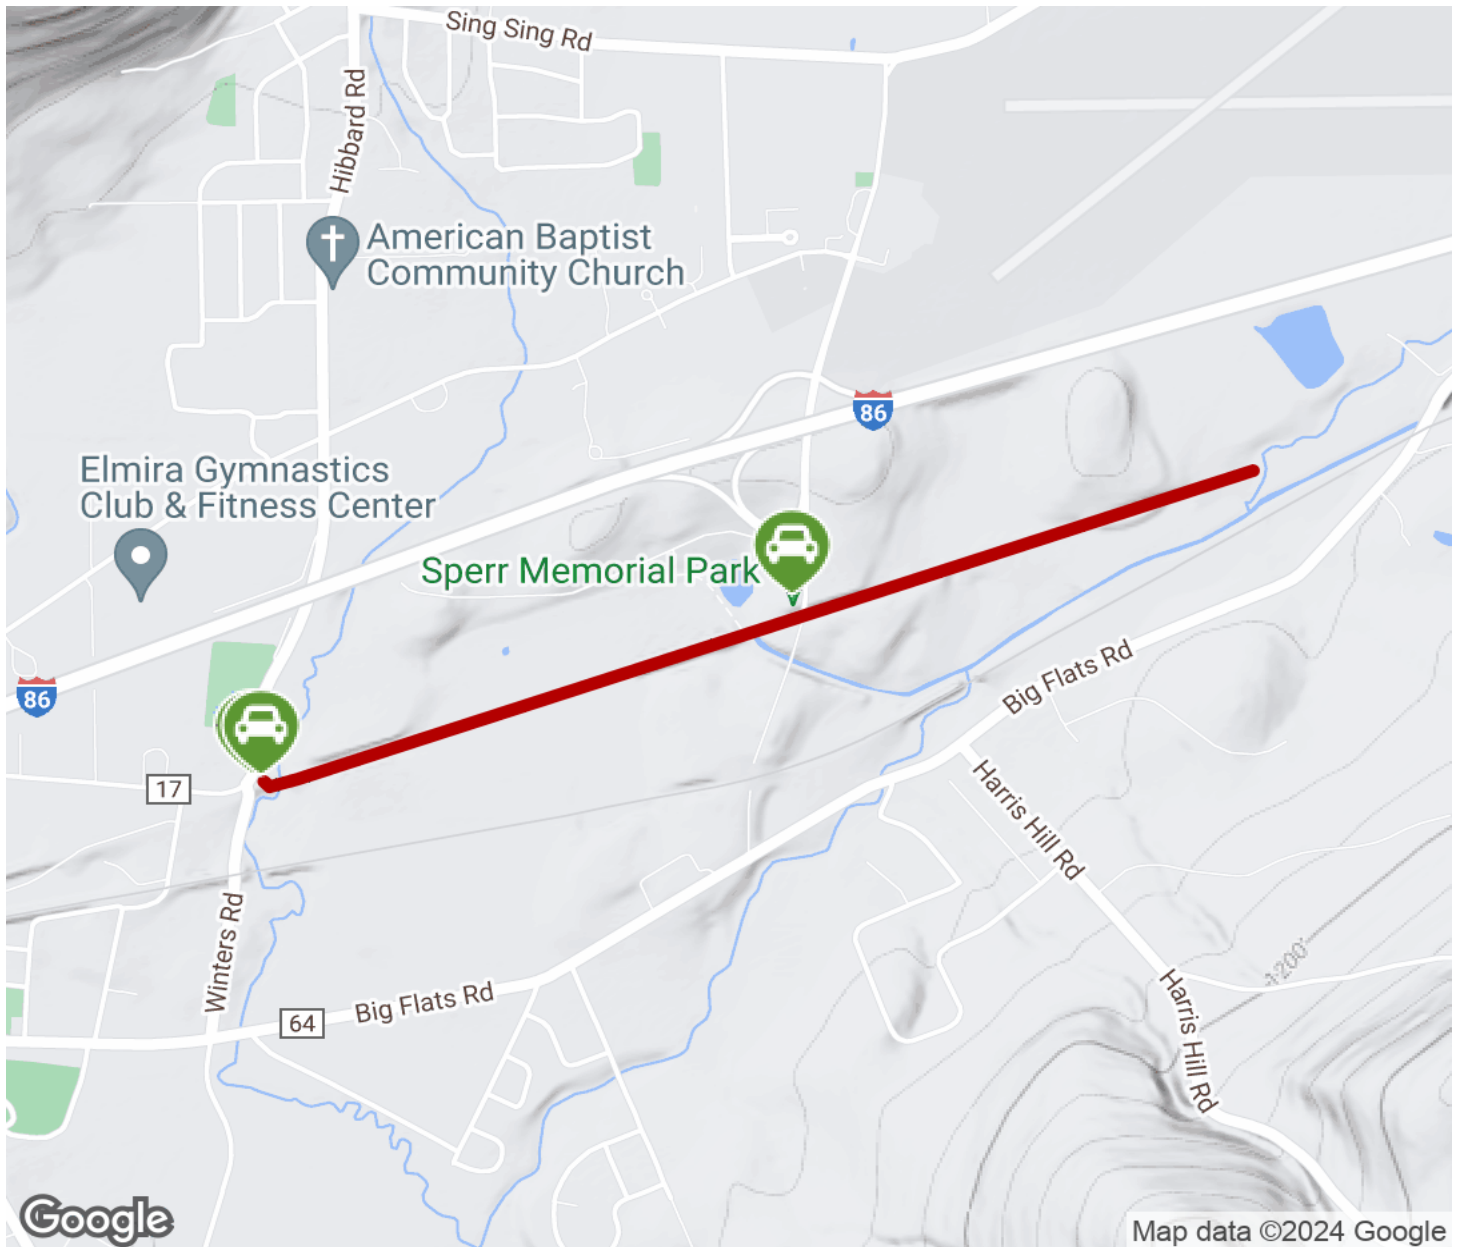 Sing Sing Rd
Hibbard Rd
American Baptist
Community Church
86
Elmira Gymnastics
Club & Fitness Center
Sperr Memorial Park
86
Big Flats Rd
17
Harris Hill Rd
Winters Rd
1200'
Big Flats Rd
64
Harris Hill Rd
Google
Map data ©2024 Google